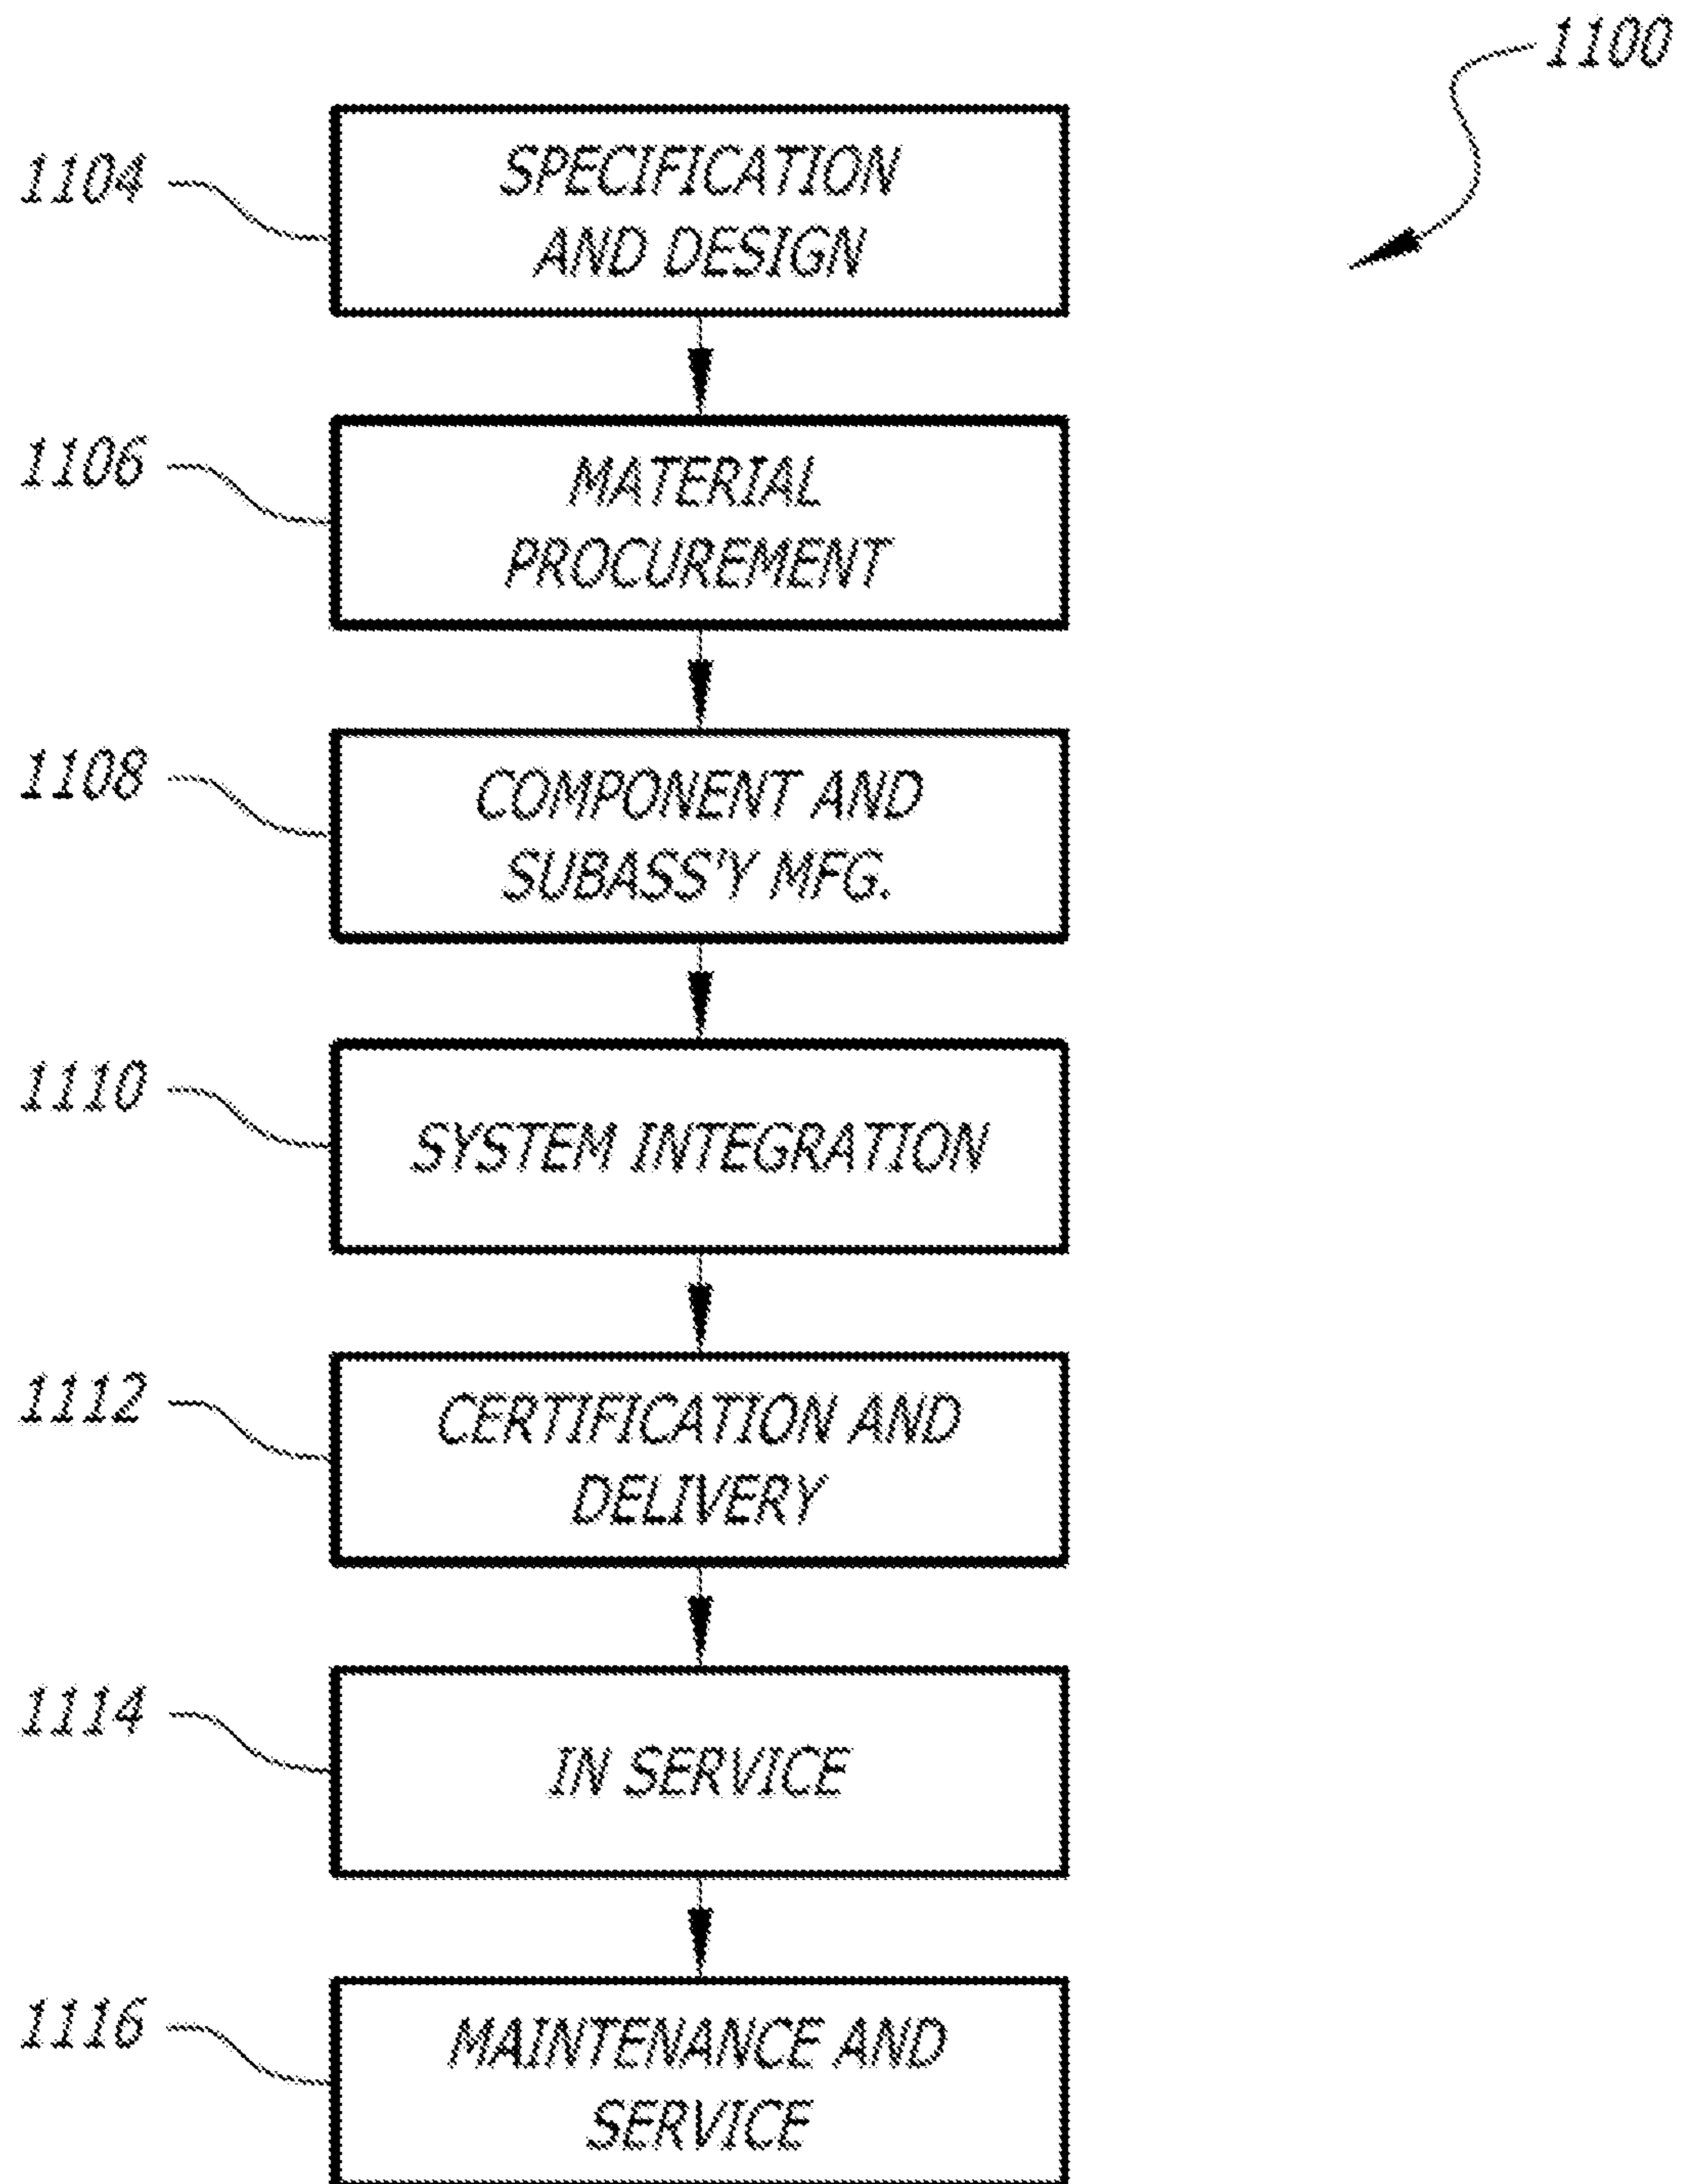 1100
1104
SPECIFICATION
AND DESIGN
1106
MATERIAL
PROCUREMENT
1108
COMPONENT AND
SUBASS'Y MFG.
1110
SYSTEM INTEGRATION
1112
CERTIFICATION AND
DELIVERY
1114
IN SERVICE
1116
MAINTENANCE AND
SERVICE